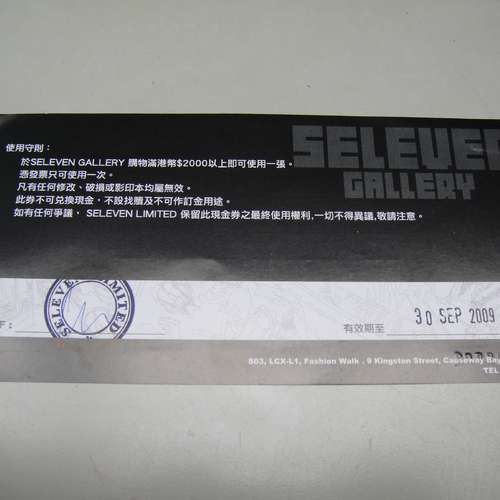 SELEVEN
GALLERY
使用守則：
於SELEVEN GALLERY 購物滿港幣$2000以上即可使用一張。
憑發票只可使用一次。
凡有任何修改、破損或影印本均屬無效。
此券不可兌換現金，不設找贖及不可作訂金用途。
如有任何爭議， SELEVEN LIMITED 保留此現金券之最終使用權利,一切不得異議,敬請注意。
SELEVEN LIMITED
有效期至
30 SEP 2009
S03, LCX-L1, Fashion Walk . 9 Kingston Street, Causeway Bay
TEL